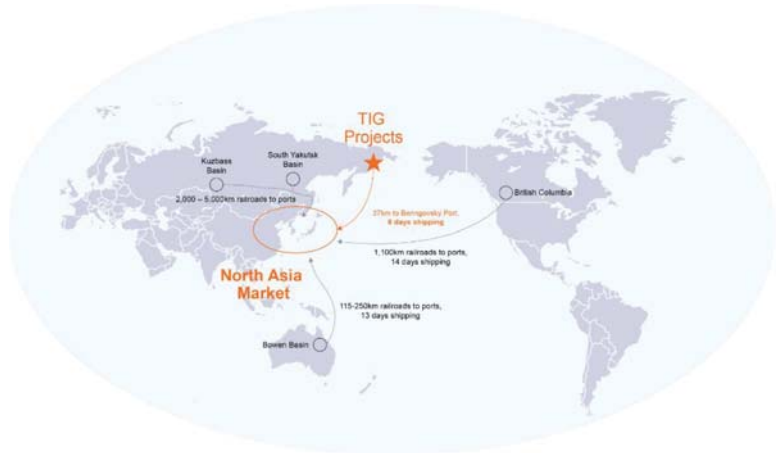 TIG
Projects
South Yakutsk
Basin
Kuzbass
Basin
2,000 – 5,000km railroads to ports
British Columbia
37km to Beringovsky Port,
8 days shipping
1,100km railroads to ports,
14 days shipping
North Asia
Market
115-250km railroads to ports,
13 days shipping
Bowen Basin